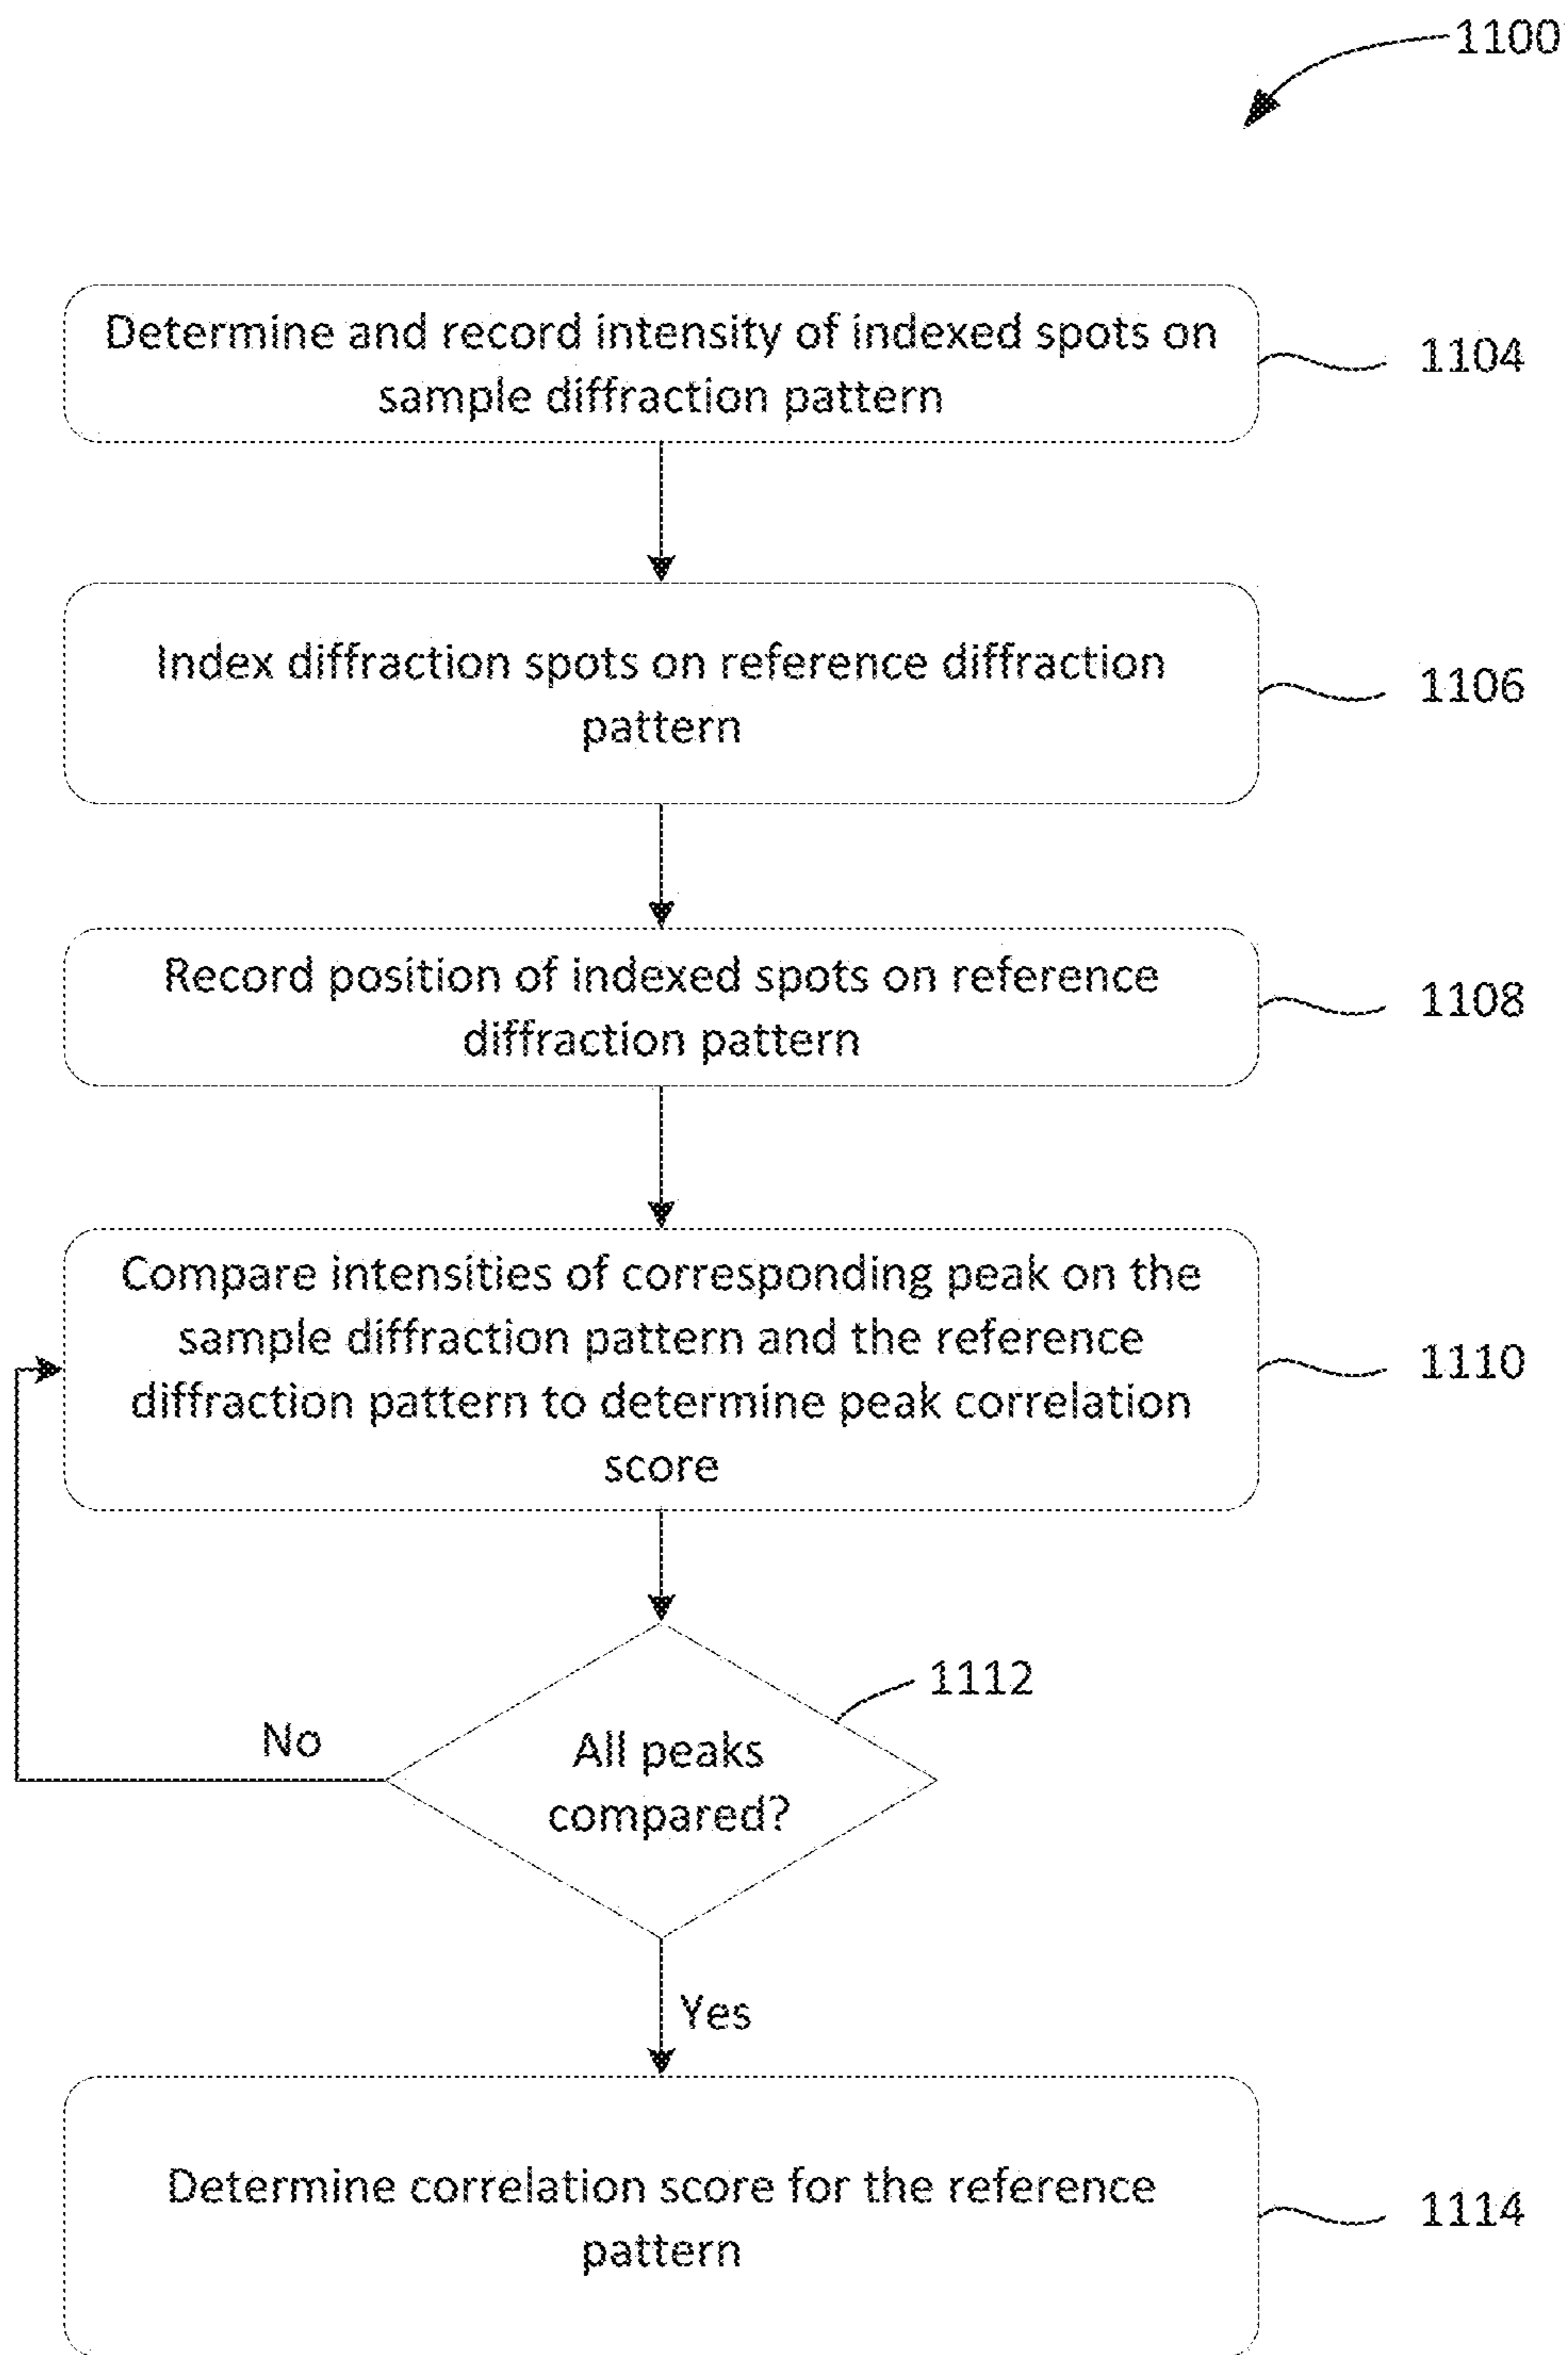 1100
Determine and record intensity of indexed spots on
sample diffraction pattern
1104
Index diffraction spots on reference diffraction
pattern
1106
Record position of indexed spots on reference
diffraction pattern
1108
Compare intensities of corresponding peak on the
sample diffraction pattern and the reference
diffraction pattern to determine peak correlation
score
1110
1112
All peaks
compared?
No
Yes
Determine correlation score for the reference
pattern
1114